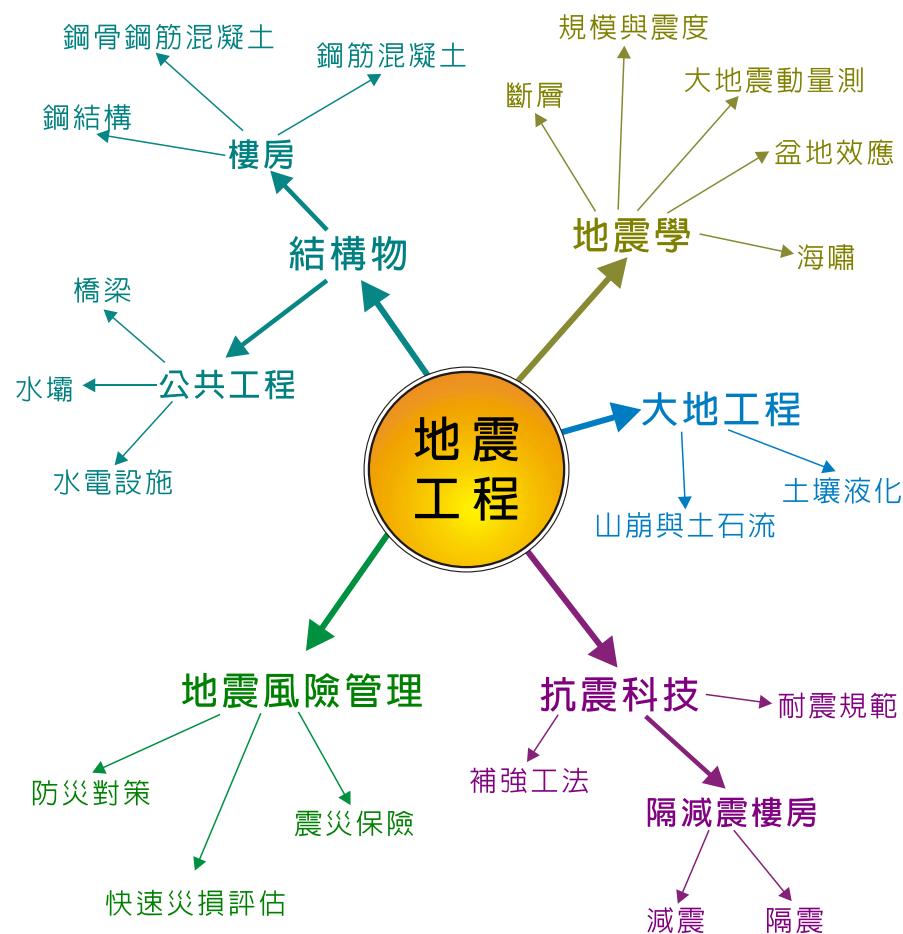 鋼骨鋼筋混凝土
鋼筋混凝土
鋼結構
樓房
結構物
橋梁
水壩
公共工程
水電設施
規模與震度
斷層
大地震動量測
盆地效應
地震學
海嘯
地震
工程
大地工程
土壤液化
山崩與土石流
地震風險管理
防災對策
震災保險
快速災損評估
抗震科技
耐震規範
補強工法
隔減震樓房
減震
隔震